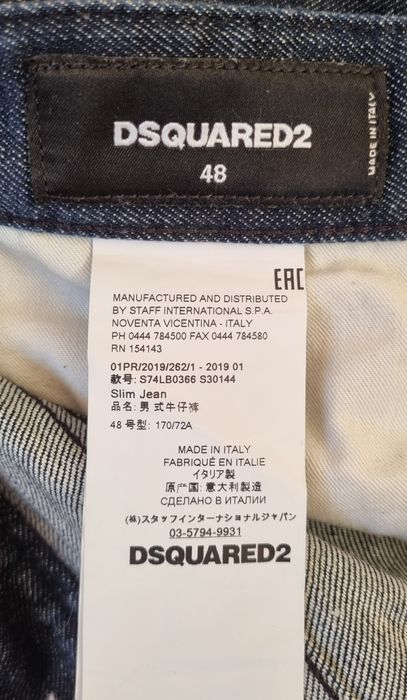 DSQUARED2
48
MADE IN ITALY
EAC
MANUFACTURED AND DISTRIBUTED
BY STAFF INTERNATIONAL S.P.A.
NOVENTA VICENTINA - ITALY
PH 0444 784500 FAX 0444 784580
RN 154143
01PR/2019/262/1 - 2019 01
款号: S74LB0366 S30144
Slim Jean
品名: 男 式牛仔裤
48 号型: 170/72A
MADE IN ITALY
FABRIQUÉ EN ITALIE
イタリア製
原产国: 意大利製造
СДЕЛАНО В ИТАЛИИ
(株)スタッフインターナショナルジャパン
03-5794-9931
DSQUARED2